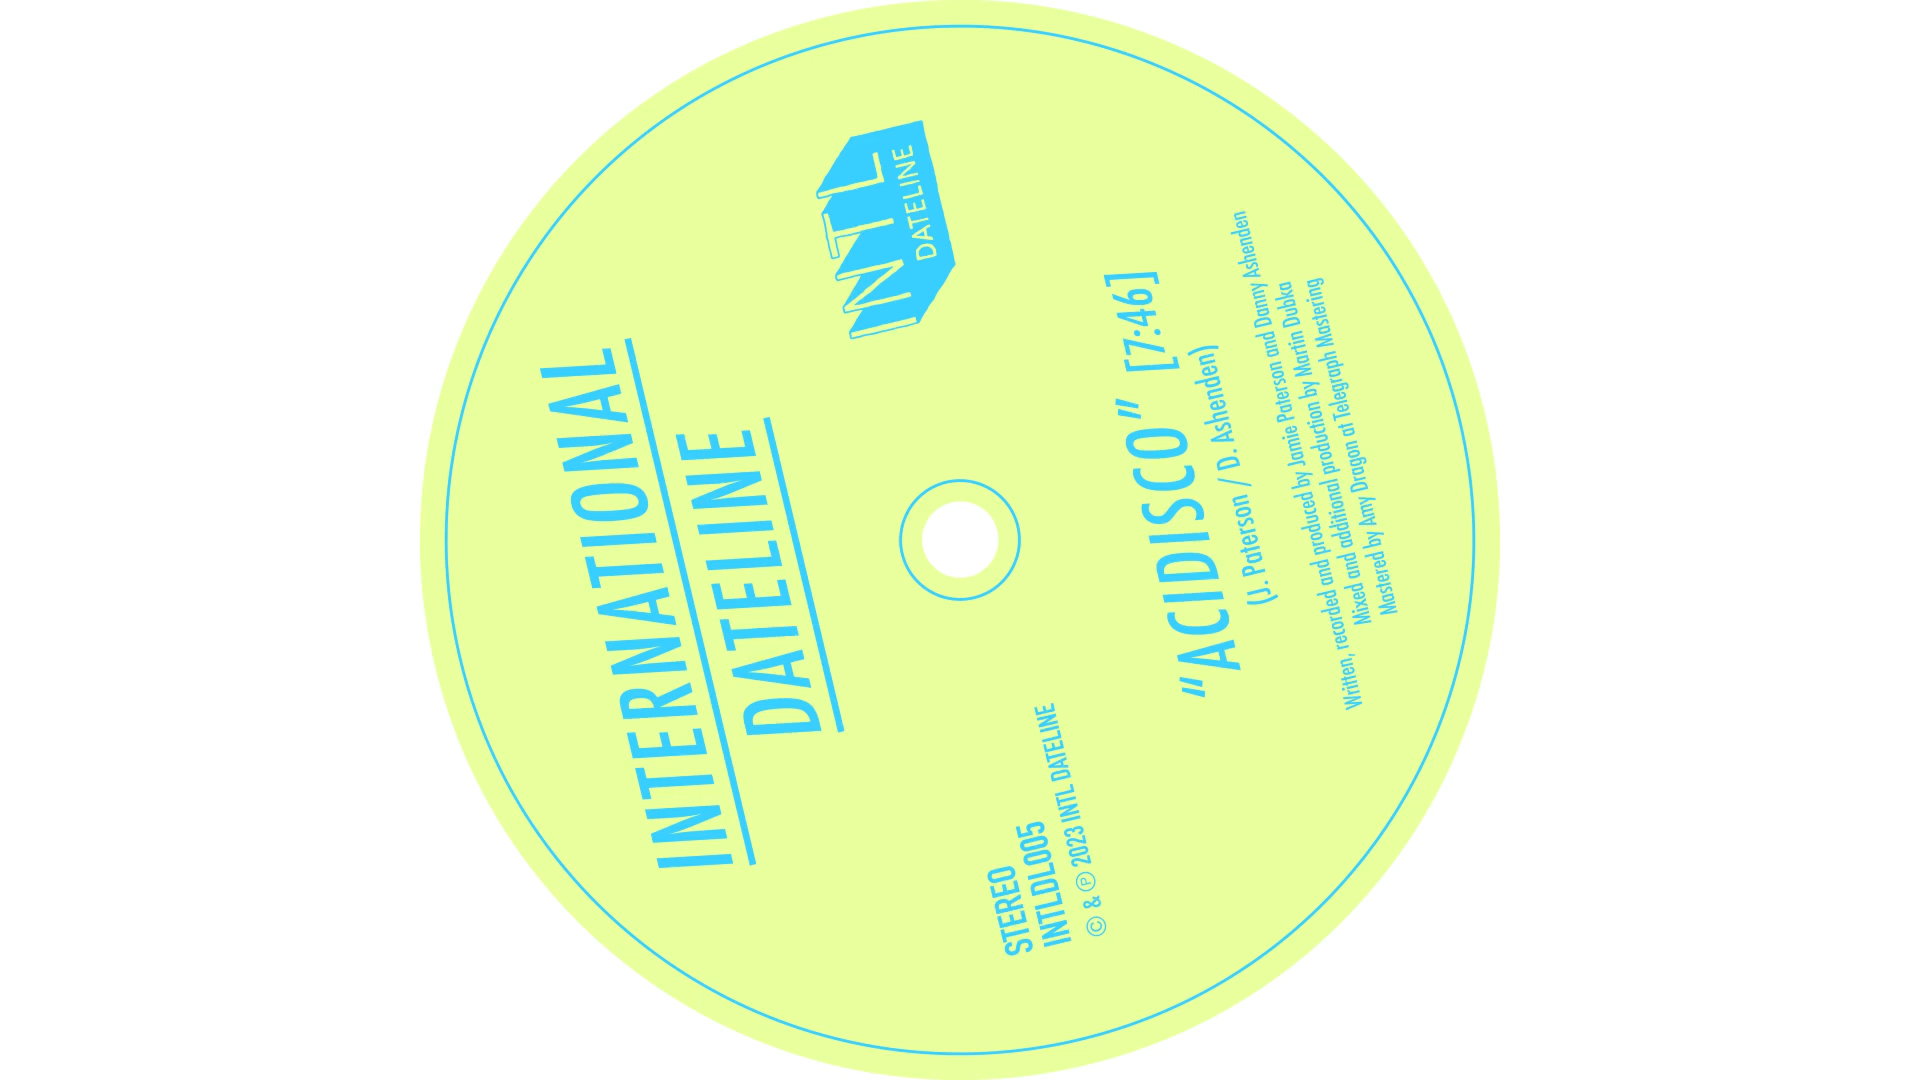 INTERNATIONAL
DATELINE
INTL
DATELINE
STEREO
INTLDL005
© & ℗ 2023 INTL DATELINE
"ACIDISCO" [7:46]
(J. Paterson / D. Ashenden)
Written, recorded and produced by Jamie Paterson and Danny Ashenden
Mixed and additional production by Martin Dubka
Mastered by Amy Dragon at Telegraph Mastering